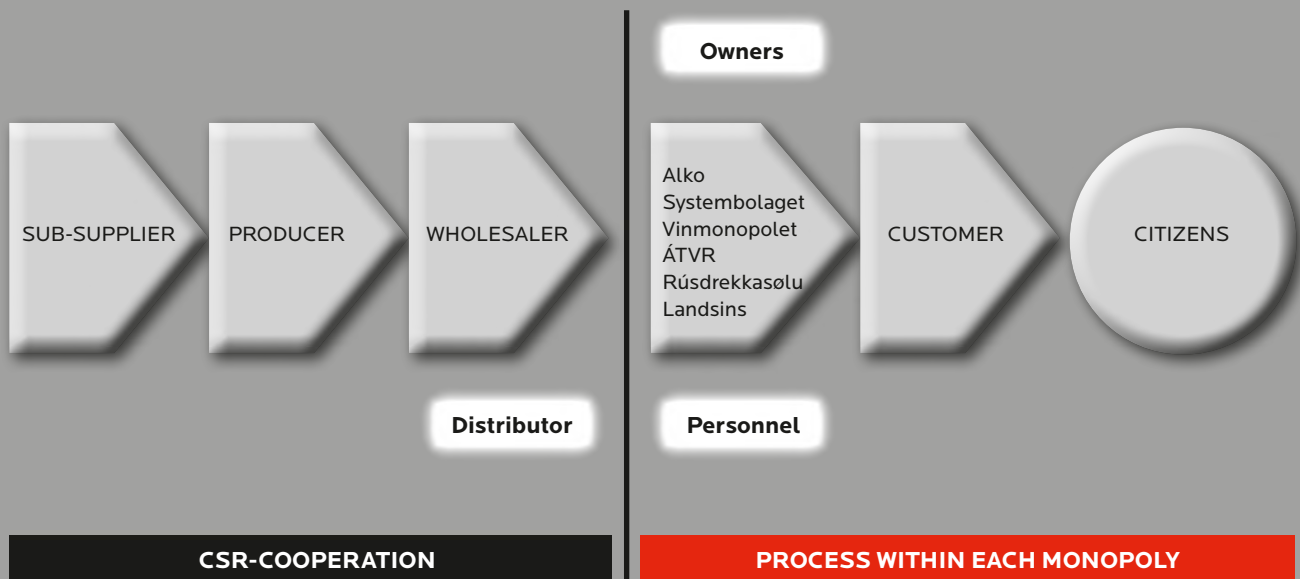 Owners
SUB-SUPPLIER
PRODUCER
WHOLESALER
Alko
Systembolaget
Vinmonopolet
ÁTVR
Rúsdrekkasølu
Landsins
CUSTOMER
CITIZENS
Distributor
Personnel
CSR-COOPERATION
PROCESS WITHIN EACH MONOPOLY